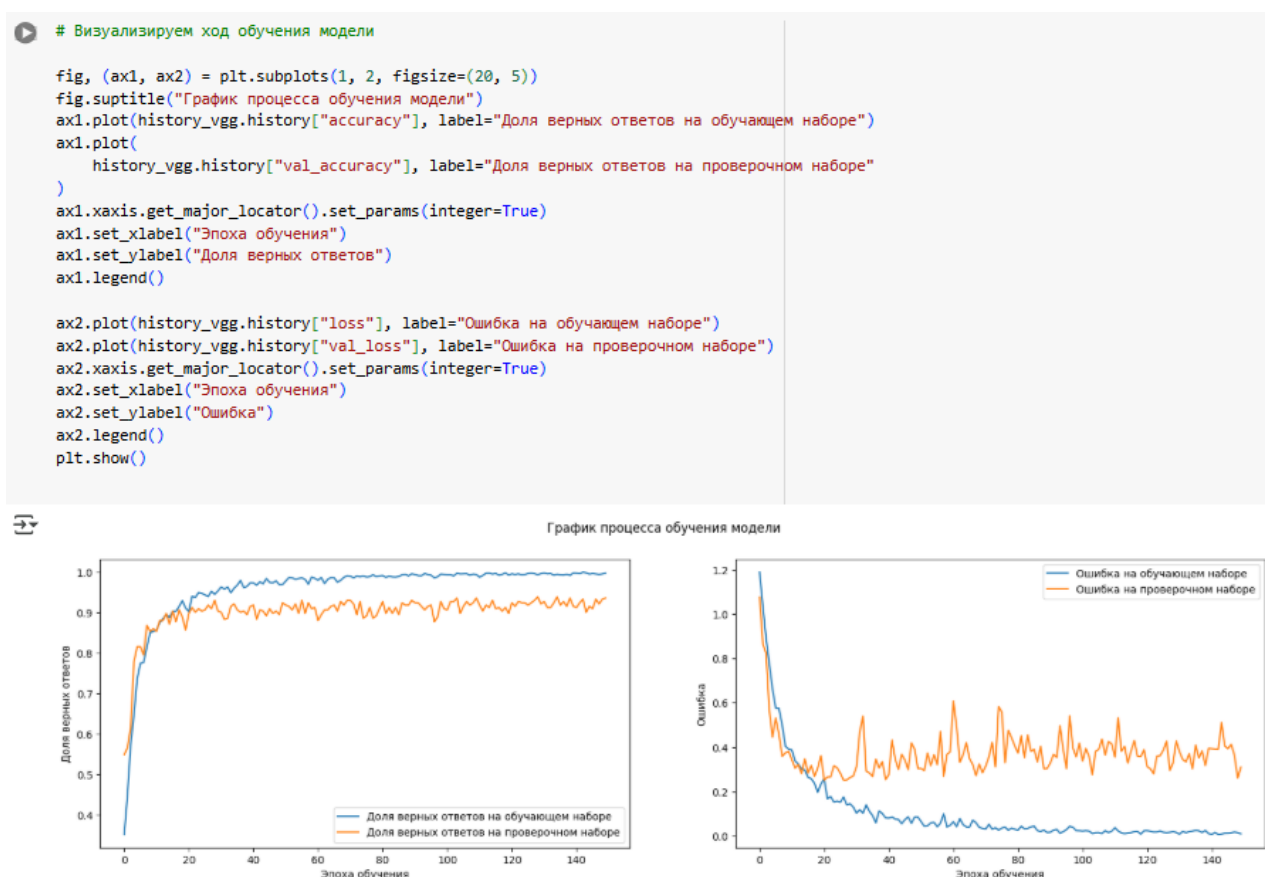 # Визуализируем ход обучения модели
fig, (ax1, ax2) = plt.subplots(1, 2, figsize=(20, 5))
fig.suptitle("График процесса обучения модели")
ax1.plot(history_vgg.history["accuracy"], label="Доля верных ответов на обучающем наборе")
ax1.plot(
    history_vgg.history["val_accuracy"], label="Доля верных ответов на проверочном наборе"
)
ax1.xaxis.get_major_locator().set_params(integer=True)
ax1.set_xlabel("Эпоха обучения")
ax1.set_ylabel("Доля верных ответов")
ax1.legend()
ax2.plot(history_vgg.history["loss"], label="Ошибка на обучающем наборе")
ax2.plot(history_vgg.history["val_loss"], label="Ошибка на проверочном наборе")
ax2.xaxis.get_major_locator().set_params(integer=True)
ax2.set_xlabel("Эпоха обучения")
ax2.set_ylabel("Ошибка")
ax2.legend()
plt.show()
График процесса обучения модели
1.0
0.9
0.8
0.7
0.6
0.5
0.4
Доля верных ответов
Доля верных ответов на обучающем наборе
Доля верных ответов на проверочном наборе
0 20 40 60 80 100 120 140
Эпоха обучения
1.2
1.0
0.8
0.6
0.4
0.2
0.0
Ошибка
Ошибка на обучающем наборе
Ошибка на проверочном наборе
0 20 40 60 80 100 120 140
Эпоха обучения